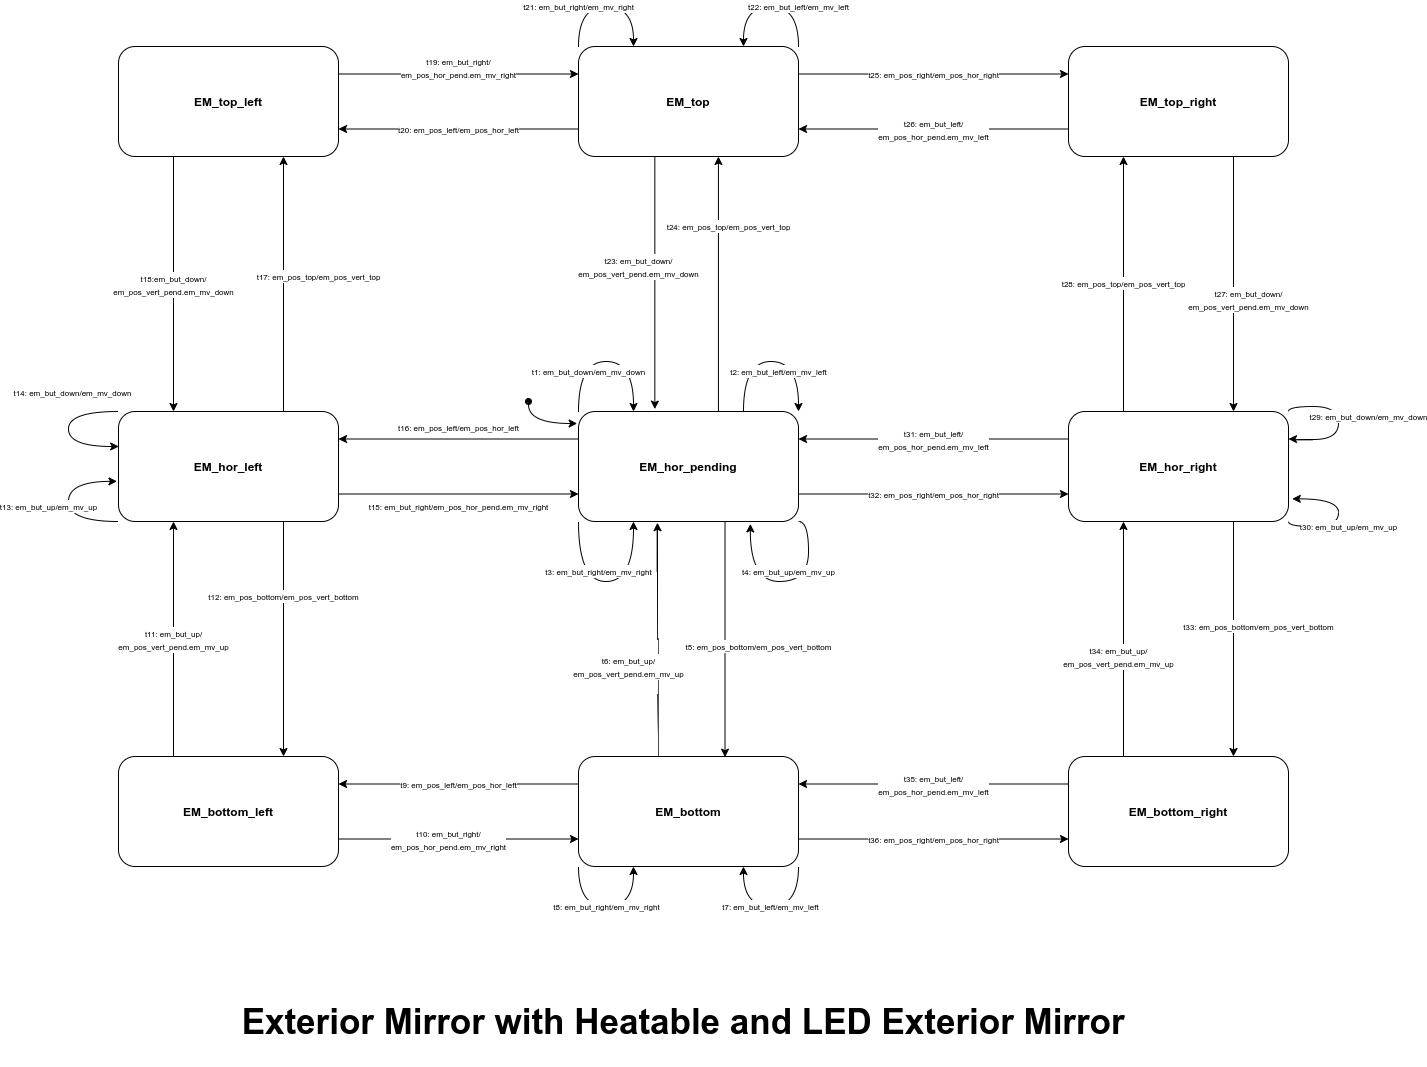 t21: em_but_right/em_mv_right
t22: em_but_left/em_mv_left
t19: em_but_right/
em_pos_hor_pend.em_mv_right
t25: em_pos_right/em_pos_hor_right
EM_top_left
EM_top
EM_top_right
t20: em_pos_left/em_pos_hor_left
t26: em_but_left/
em_pos_hor_pend.em_mv_left
t24: em_pos_top/em_pos_vert_top
t23: em_but_down/
em_pos_vert_pend.em_mv_down
t18:em_but_down/
em_pos_vert_pend.em_mv_down
t17: em_pos_top/em_pos_vert_top
t28: em_pos_top/em_pos_vert_top
t27: em_but_down/
em_pos_vert_pend.em_mv_down
t1: em_but_down/em_mv_down
t2: em_but_left/em_mv_left
t14: em_but_down/em_mv_down
t29: em_but_down/em_mv_down
t16: em_pos_left/em_pos_hor_left
t31: em_but_left/
em_pos_hor_pend.em_mv_left
EM_hor_left
EM_hor_pending
EM_hor_right
t32: em_pos_right/em_pos_hor_right
t13: em_but_up/em_mv_up
t15: em_but_right/em_pos_hor_pend.em_mv_right
t30: em_but_up/em_mv_up
t3: em_but_right/em_mv_right
t4: em_but_up/em_mv_up
t12: em_pos_bottom/em_pos_vert_bottom
t11: em_but_up/
em_pos_vert_pend.em_mv_up
t5: em_pos_bottom/em_pos_vert_bottom
t6: em_but_up/
em_pos_vert_pend.em_mv_up
t33: em_pos_bottom/em_pos_vert_bottom
t34: em_but_up/
em_pos_vert_pend.em_mv_up
t9: em_pos_left/em_pos_hor_left
t35: em_but_left/
em_pos_hor_pend.em_mv_left
EM_bottom_left
EM_bottom
EM_bottom_right
t10: em_but_right/
em_pos_hor_pend.em_mv_right
t36: em_pos_right/em_pos_hor_right
t8: em_but_right/em_mv_right
t7: em_but_left/em_mv_left
Exterior Mirror with Heatable and LED Exterior Mirror